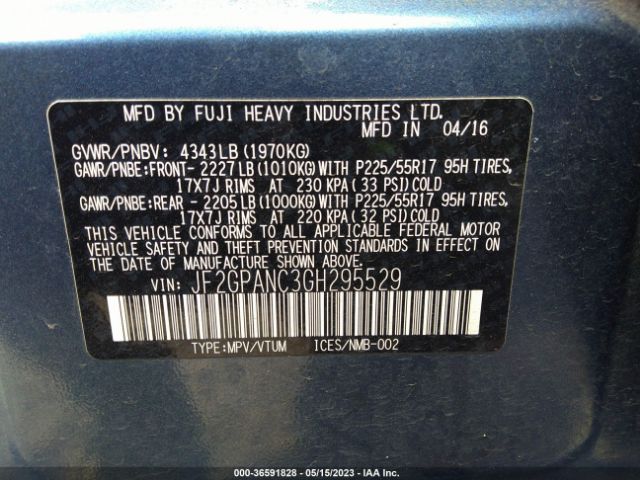 MFD BY FUJI HEAVY INDUSTRIES LTD.
MFD IN 04/16
GVWR/PNBV: 4343LB (1970KG)
GAWR/PNBE:FRONT- 2227LB (1010KG) WITH P225/55R17 95H TIRES,
17X7J RIMS AT 230 KPA (33 PSI) COLD
GAWR/PNBE:REAR - 2205LB (1000KG) WITH P225/55R17 95H TIRES,
17X7J RIMS AT 220 KPA (32 PSI) COLD
THIS VEHICLE CONFORMS TO ALL APPLICABLE FEDERAL MOTOR
VEHICLE SAFETY AND THEFT PREVENTION STANDARDS IN EFFECT ON
THE DATE OF MANUFACTURE SHOWN ABOVE.
VIN: JF2GPANC3GH295529
TYPE:MPV/VTUM ICES/NMB-002
000-36591828 - 05/15/2023 - IAA Inc.